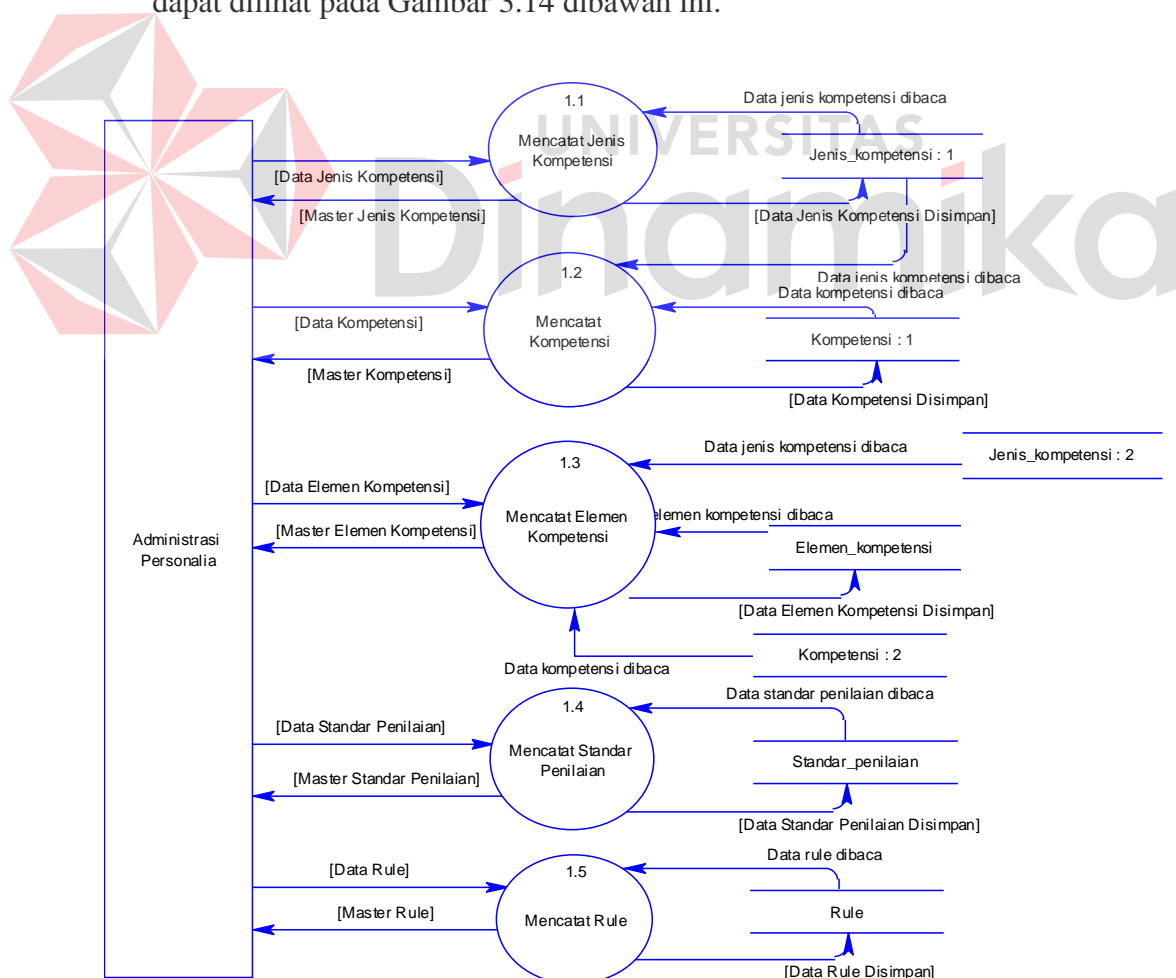 dapat dilihat pada Gambar 3.14 dibawah ini.
UNIVERSITAS
Dinamika
1.1
Mencatat Jenis
Kompetensi
Data jenis kompetensi dibaca
Jenis_kompetensi : 1
[Data Jenis Kompetensi]
[Master Jenis Kompetensi]
[Data Jenis Kompetensi Disimpan]
1.2
Mencatat
Kompetensi
Data jenis kompetensi dibaca
Data kompetensi dibaca
Kompetensi : 1
[Data Kompetensi]
[Master Kompetensi]
[Data Kompetensi Disimpan]
1.3
Mencatat Elemen
Kompetensi
Data jenis kompetensi dibaca
Jenis_kompetensi : 2
[Data Elemen Kompetensi]
[Master Elemen Kompetensi]
elemen kompetensi dibaca
Elemen_kompetensi
[Data Elemen Kompetensi Disimpan]
Administrasi
Personalia
Kompetensi : 2
Data kompetensi dibaca
1.4
Mencatat Standar
Penilaian
Data standar penilaian dibaca
Standar_penilaian
[Data Standar Penilaian]
[Master Standar Penilaian]
[Data Standar Penilaian Disimpan]
1.5
Mencatat Rule
Data rule dibaca
Rule
[Data Rule]
[Master Rule]
[Data Rule Disimpan]